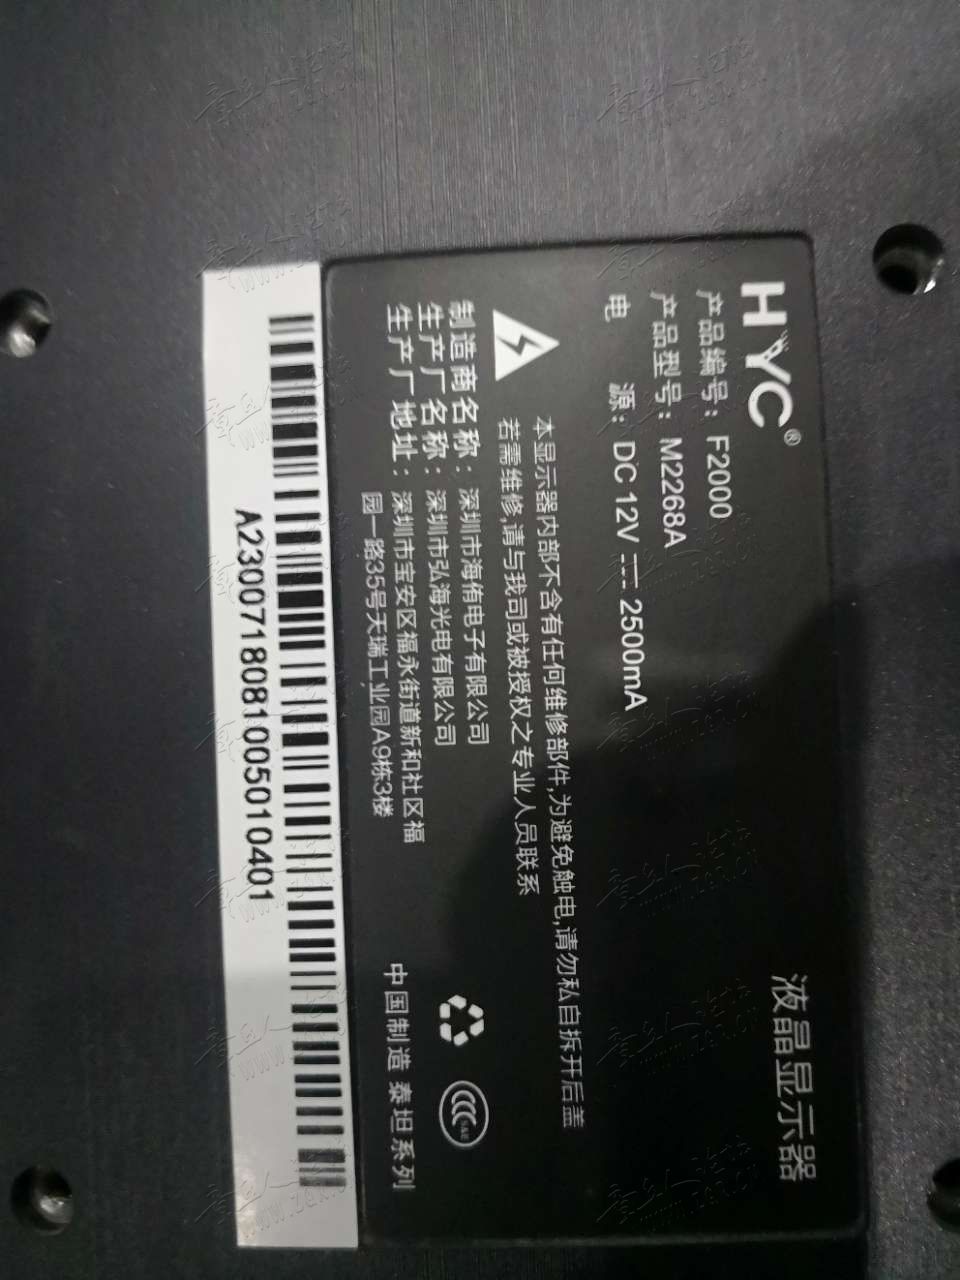 HYC®
液晶显示器
产品编号：F2000
产品型号：M2268A
电 源：DC 12V ⎓ 2500mA
本显示器内部不含有任何维修部件,为避免触电,请勿私自拆开后盖
若需维修,请与我司或被授权之专业人员联系
制造商名称：深圳市海侑电子有限公司
生产厂名称：深圳市弘海光电有限公司
生产厂地址：深圳市宝安区福永街道新和社区福
园一路35号天瑞工业园A9栋3楼
中国制造 泰坦系列
A2300718081005010401